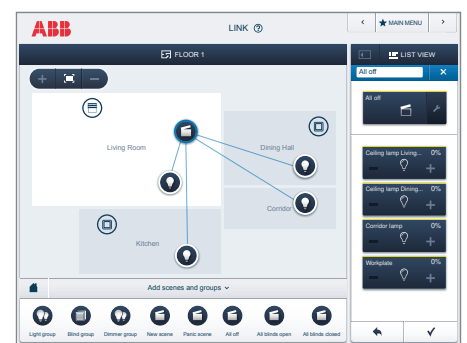 ABB
LINK ?
< ★ MAIN MENU >
FLOOR 1
LIST VIEW
All off
×
All off
Living Room
Dining Hall
Corridor
Kitchen
Ceiling lamp Living... 0%
Ceiling lamp Dining... 0%
Corridor lamp 0%
Workplate 0%
Add scenes and groups
Light group
Blind group
Dimmer group
New scene
Panic scene
All off
All blinds open
All blinds closed